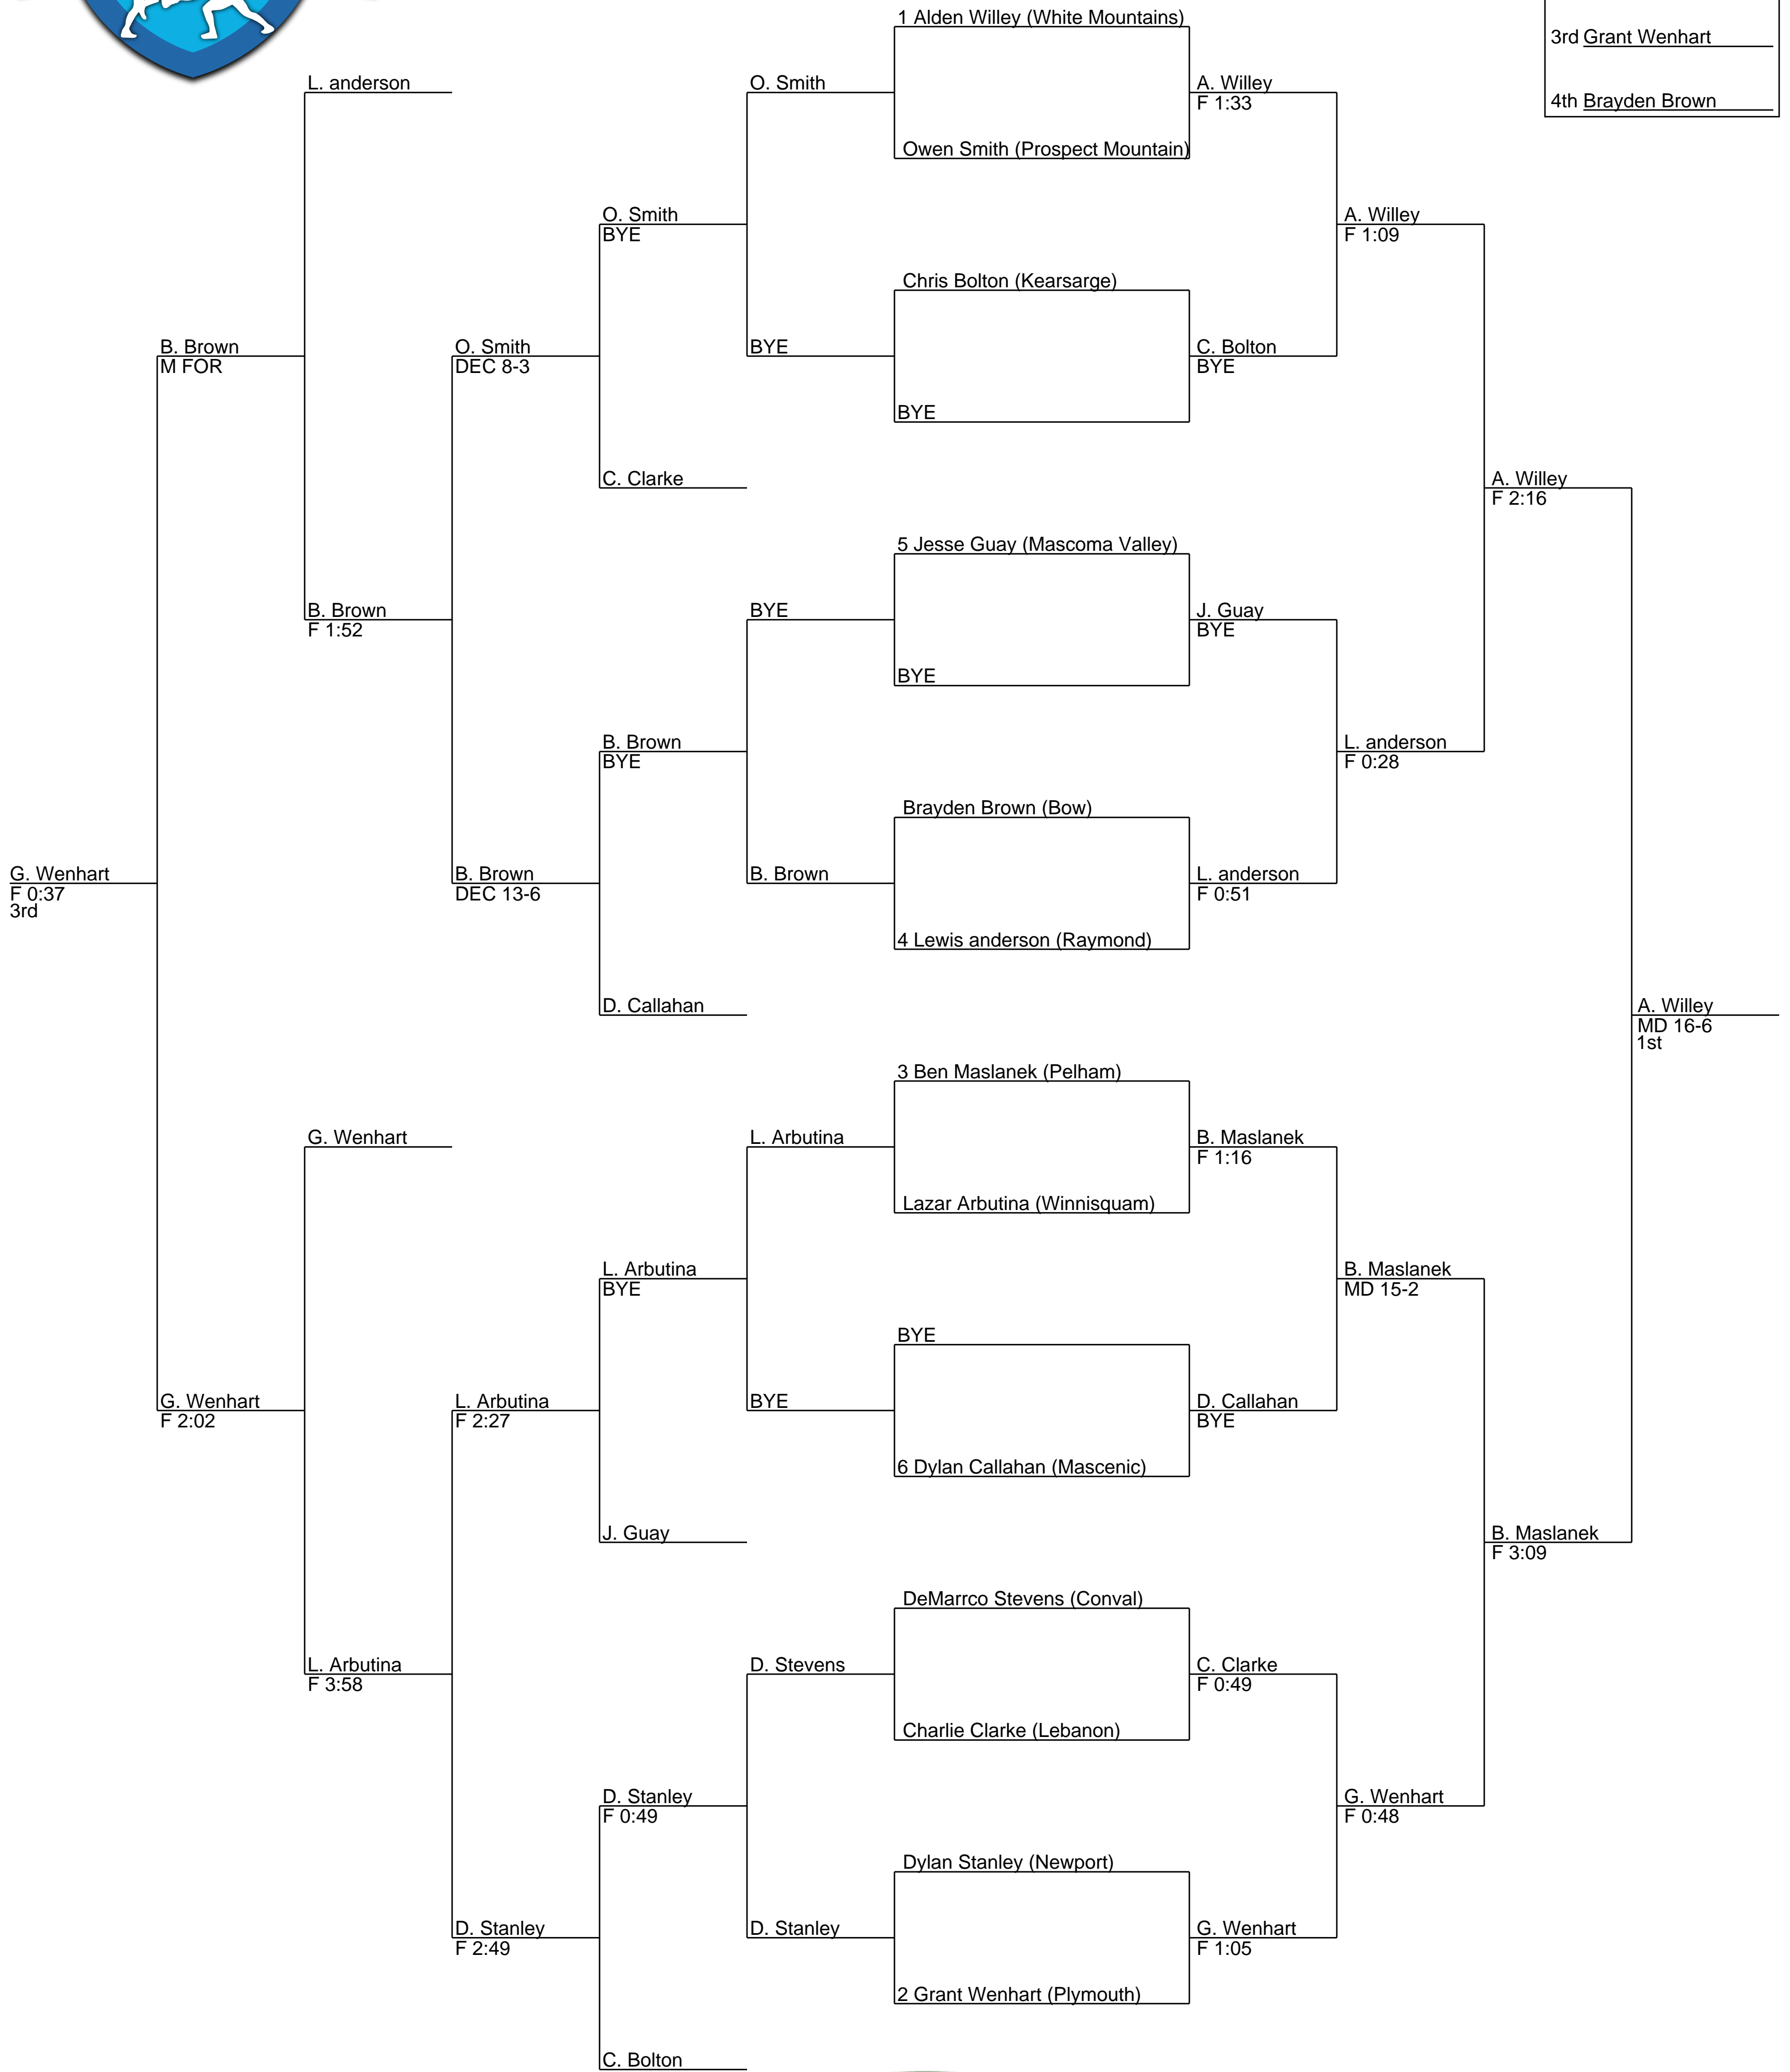 1 Alden Willey (White Mountains)
3rd Grant Wenhart
L. anderson
O. Smith
A. Willey
F 1:33
4th Brayden Brown
Owen Smith (Prospect Mountain)
O. Smith
BYE
A. Willey
F 1:09
Chris Bolton (Kearsarge)
B. Brown
M FOR
O. Smith
DEC 8-3
BYE
C. Bolton
BYE
BYE
C. Clarke
A. Willey
F 2:16
5 Jesse Guay (Mascoma Valley)
B. Brown
F 1:52
BYE
J. Guay
BYE
BYE
B. Brown
BYE
L. anderson
F 0:28
Brayden Brown (Bow)
G. Wenhart
F 0:37
3rd
B. Brown
DEC 13-6
B. Brown
L. anderson
F 0:51
4 Lewis anderson (Raymond)
D. Callahan
A. Willey
MD 16-6
1st
3 Ben Maslanek (Pelham)
G. Wenhart
L. Arbutina
B. Maslanek
F 1:16
Lazar Arbutina (Winnisquam)
L. Arbutina
BYE
B. Maslanek
MD 15-2
BYE
G. Wenhart
F 2:02
L. Arbutina
F 2:27
BYE
D. Callahan
BYE
6 Dylan Callahan (Mascenic)
J. Guay
B. Maslanek
F 3:09
DeMarrco Stevens (Conval)
L. Arbutina
F 3:58
D. Stevens
C. Clarke
F 0:49
Charlie Clarke (Lebanon)
D. Stanley
F 0:49
G. Wenhart
F 0:48
Dylan Stanley (Newport)
D. Stanley
F 2:49
D. Stanley
G. Wenhart
F 1:05
2 Grant Wenhart (Plymouth)
C. Bolton